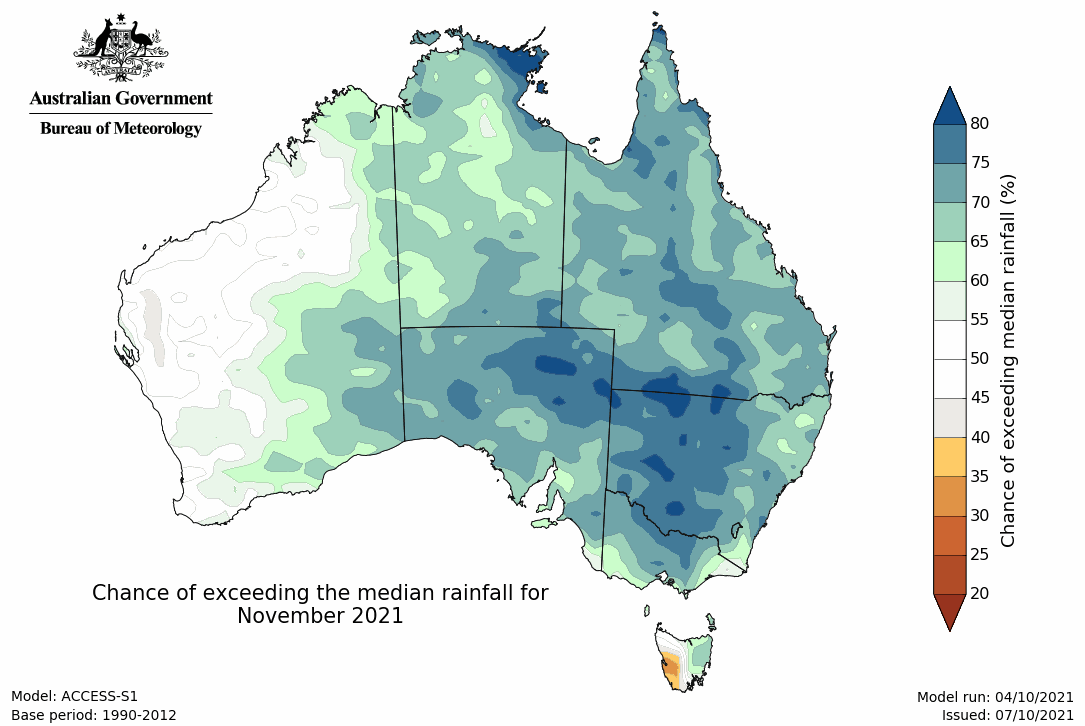 Australian Government
Bureau of Meteorology
80
75
70
65
60
55
50
45
40
35
30
25
20
Chance of exceeding median rainfall (%)
Chance of exceeding the median rainfall for
November 2021
Model: ACCESS-S1
Base period: 1990-2012
Model run: 04/10/2021
Issued: 07/10/2021